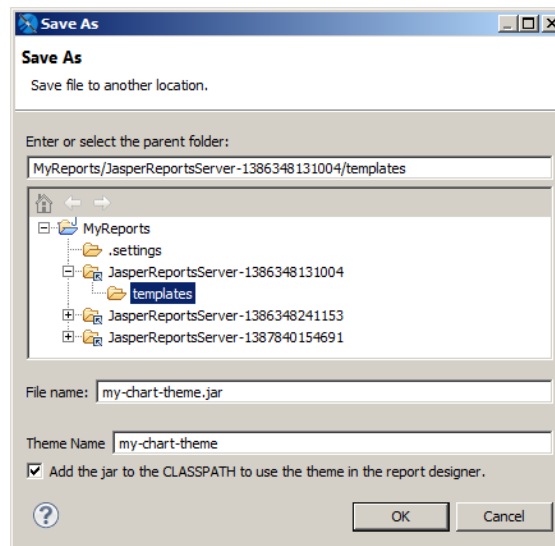 Save As
Save As
Save file to another location.
Enter or select the parent folder:
MyReports/JasperReportsServer-1386348131004/templates
MyReports
.settings
JasperReportsServer-1386348131004
templates
JasperReportsServer-1386348241153
JasperReportsServer-1387840154691
File name: my-chart-theme.jar
Theme Name my-chart-theme
Add the jar to the CLASSPATH to use the theme in the report designer.
? OK Cancel